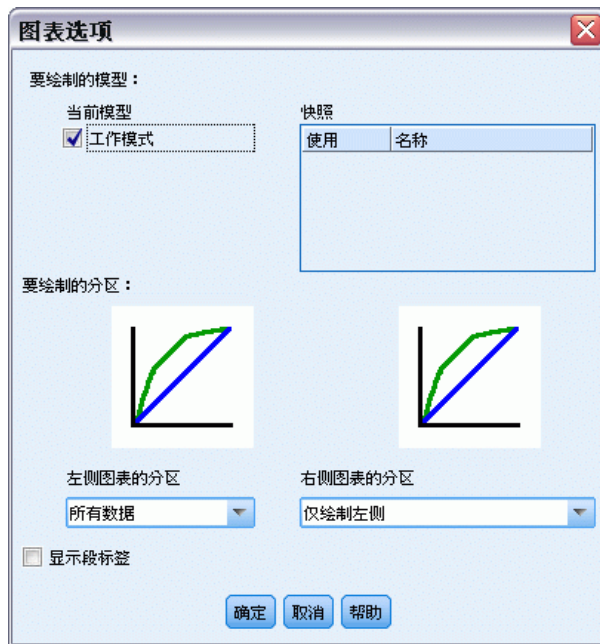 图表选项
要绘制的模型：
当前模型
工作模式
快照
使用 名称
要绘制的分区：
左侧图表的分区
所有数据
右侧图表的分区
仅绘制左侧
显示段标签
确定 取消 帮助